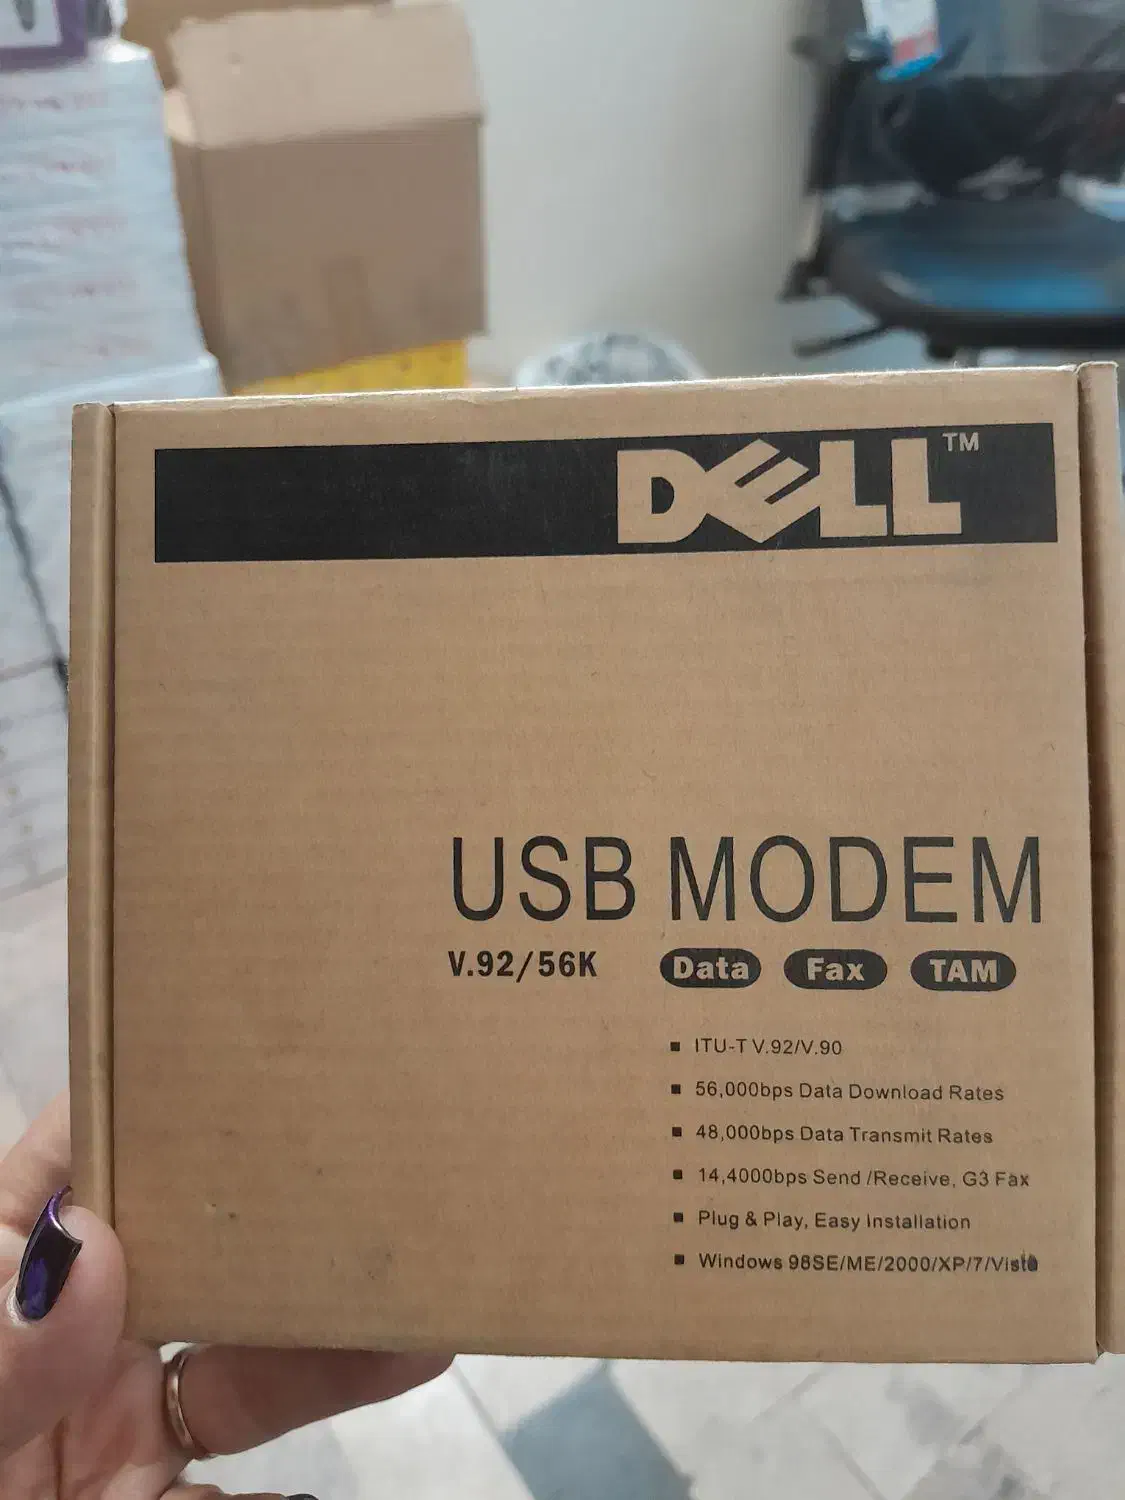 DELL™
USB MODEM
V.92/56K Data Fax TAM
▪ ITU-T V.92/V.90
▪ 56,000bps Data Download Rates
▪ 48,000bps Data Transmit Rates
▪ 14,4000bps Send /Receive, G3 Fax
▪ Plug & Play, Easy Installation
▪ Windows 98SE/ME/2000/XP/7/Vista